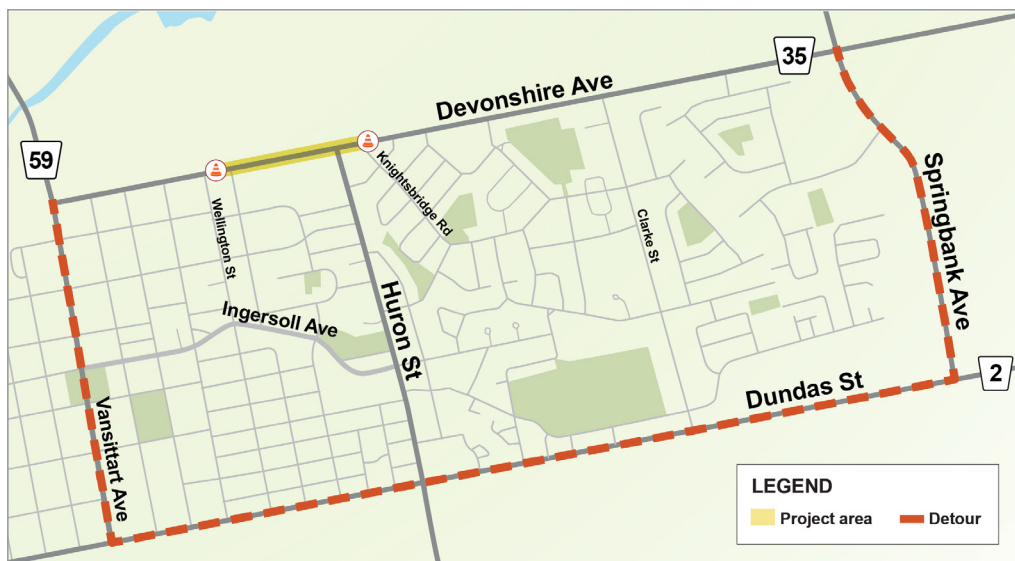 35
Devonshire Ave
59
Knightsbridge Rd
Springbank Ave
Wellington St
Clarke St
Ingersoll Ave
Huron St
2
Dundas St
Vansittart Ave
LEGEND
Project area
Detour